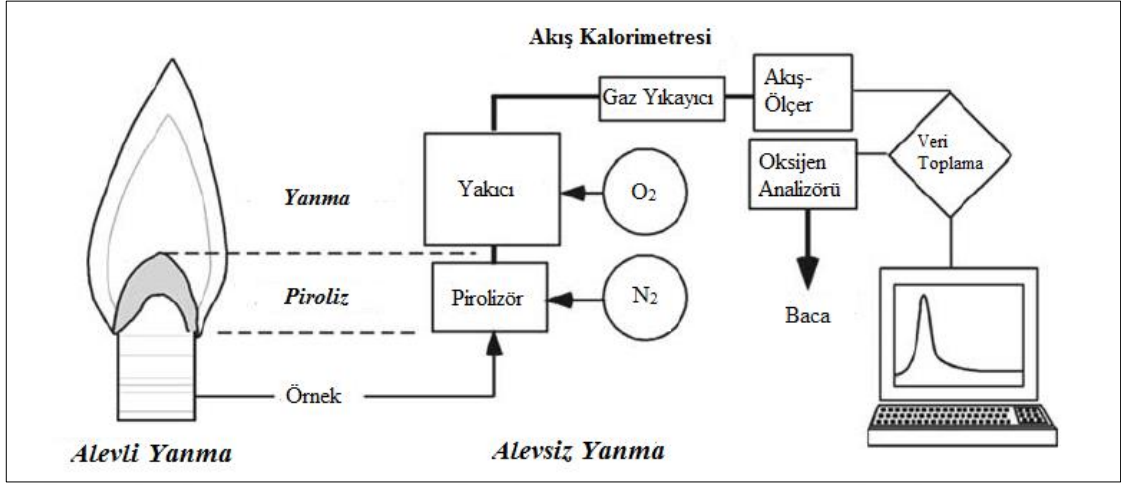 Akış Kalorimetresi
Gaz Yıkayıcı
Akış-
Ölçer
Veri
Toplama
Oksijen
Analizörü
Yanma
Yakıcı
O2
Piroliz
Pirolizör
N2
Baca
Örnek
Alevli Yanma
Alevsiz Yanma